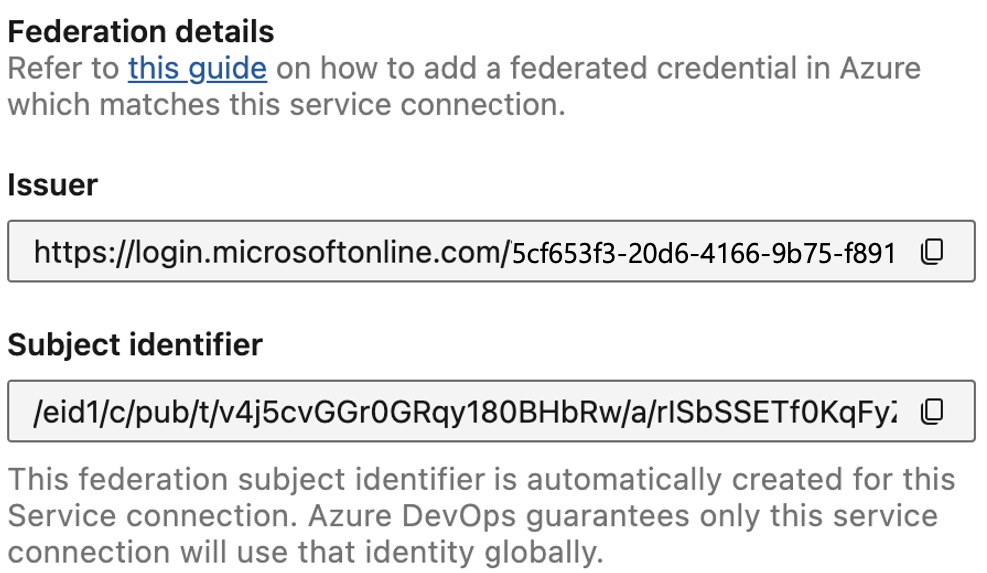 Federation details
Refer to this guide on how to add a federated credential in Azure
which matches this service connection.
Issuer
https://login.microsoftonline.com/5cf653f3-20d6-4166-9b75-f891
Subject identifier
/eid1/c/pub/t/v4j5cvGGr0GRqy180BHbRw/a/rISbSSETf0KqFyZ
This federation subject identifier is automatically created for this
Service connection. Azure DevOps guarantees only this service
connection will use that identity globally.